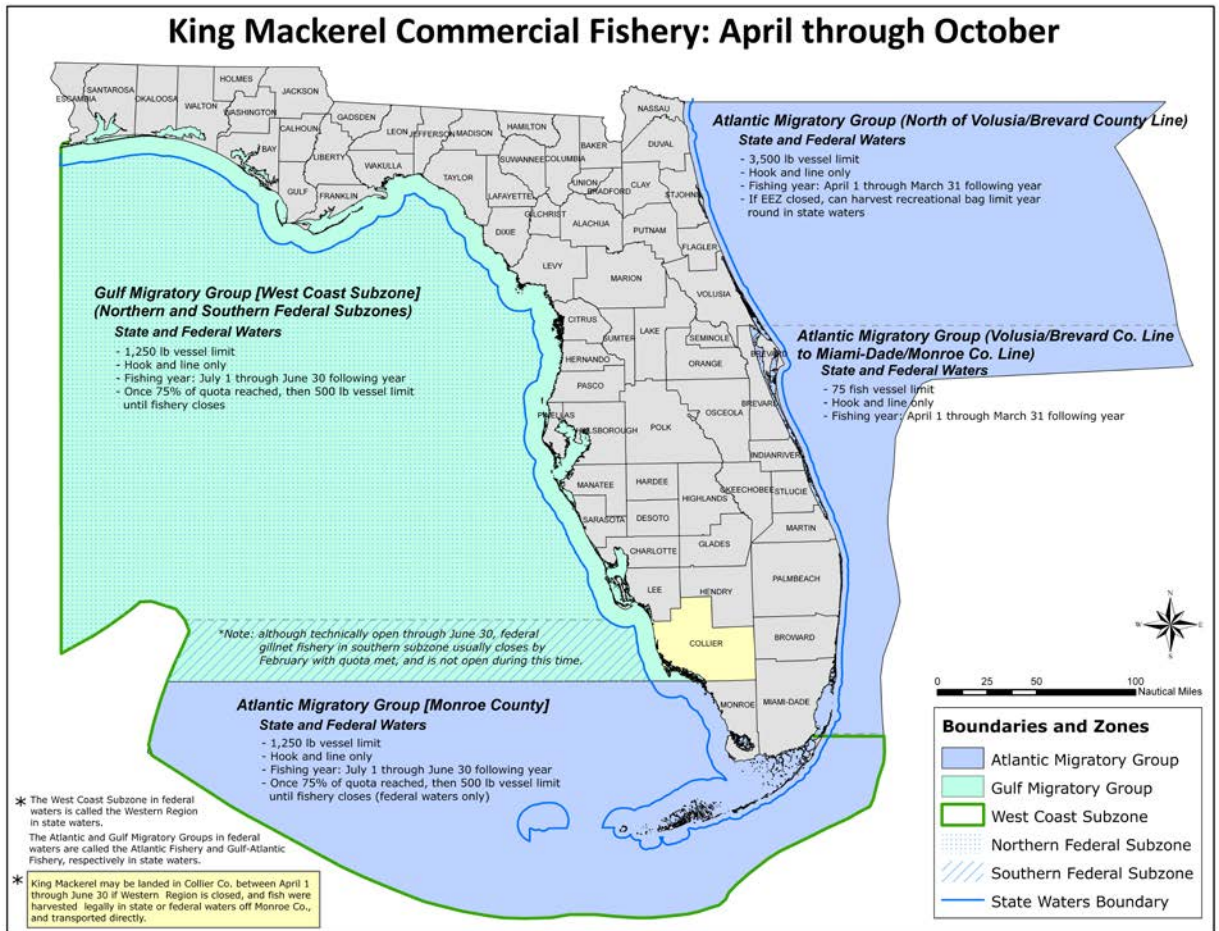 King Mackerel Commercial Fishery: April through October
HOLMES
JACKSON
SANTAROSA
ESCAMBIA
OKALOOSA
WALTON
WASHINGTON
GADSDEN
NASSAU
CALHOUN
LEON
JEFFERSON
MADISON
HAMILTON
BAKER
DUVAL
BAY
LIBERTY
WAKULLA
SUWANNEE
COLUMBIA
GULF
FRANKLIN
TAYLOR
UNION
BRADFORD
CLAY
LAFAYETTE
STJOHNS
GILCHRIST
ALACHUA
PUTNAM
DIXIE
FLAGLER
LEVY
MARION
VOLUSIA
CITRUS
SUMTER
LAKE
SEMINOLE
BREVARD
HERNANDO
ORANGE
PASCO
BREVARD
OSCEOLA
PINELLAS
HILLSBOROUGH
POLK
INDIANRIVER
MANATEE
HARDEE
OKEECHOBEE
STLUCIE
HIGHLANDS
SARASOTA
DESOTO
MARTIN
CHARLOTTE
GLADES
LEE
HENDRY
PALMBEACH
COLLIER
BROWARD
MONROE
MIAMI-DADE
Atlantic Migratory Group (North of Volusia/Brevard County Line)
State and Federal Waters
- 3,500 lb vessel limit
- Hook and line only
- Fishing year: April 1 through March 31 following year
- If EEZ closed, can harvest recreational bag limit year
round in state waters
Gulf Migratory Group [West Coast Subzone]
(Northern and Southern Federal Subzones)
State and Federal Waters
- 1,250 lb vessel limit
- Hook and line only
- Fishing year: July 1 through June 30 following year
- Once 75% of quota reached, then 500 lb vessel limit
until fishery closes
Atlantic Migratory Group (Volusia/Brevard Co. Line
to Miami-Dade/Monroe Co. Line)
State and Federal Waters
- 75 fish vessel limit
- Hook and line only
- Fishing year: April 1 through March 31 following year
*Note: although technically open through June 30, federal
gillnet fishery in southern subzone usually closes by
February with quota met, and is not open during this time.
Atlantic Migratory Group [Monroe County]
State and Federal Waters
- 1,250 lb vessel limit
- Hook and line only
- Fishing year: July 1 through June 30 following year
- Once 75% of quota reached, then 500 lb vessel limit
until fishery closes (federal waters only)
* The West Coast Subzone in federal
waters is called the Western Region
in state waters.
The Atlantic and Gulf Migratory Groups in federal
waters are called the Atlantic Fishery and Gulf-Atlantic
Fishery, respectively in state waters.
* King Mackerel may be landed in Collier Co. between April 1
through June 30 if Western Region is closed, and fish were
harvested legally in state or federal waters off Monroe Co.,
and transported directly.
N
W E
S
0 25 50 100
Nautical Miles
Boundaries and Zones
Atlantic Migratory Group
Gulf Migratory Group
West Coast Subzone
Northern Federal Subzone
Southern Federal Subzone
State Waters Boundary